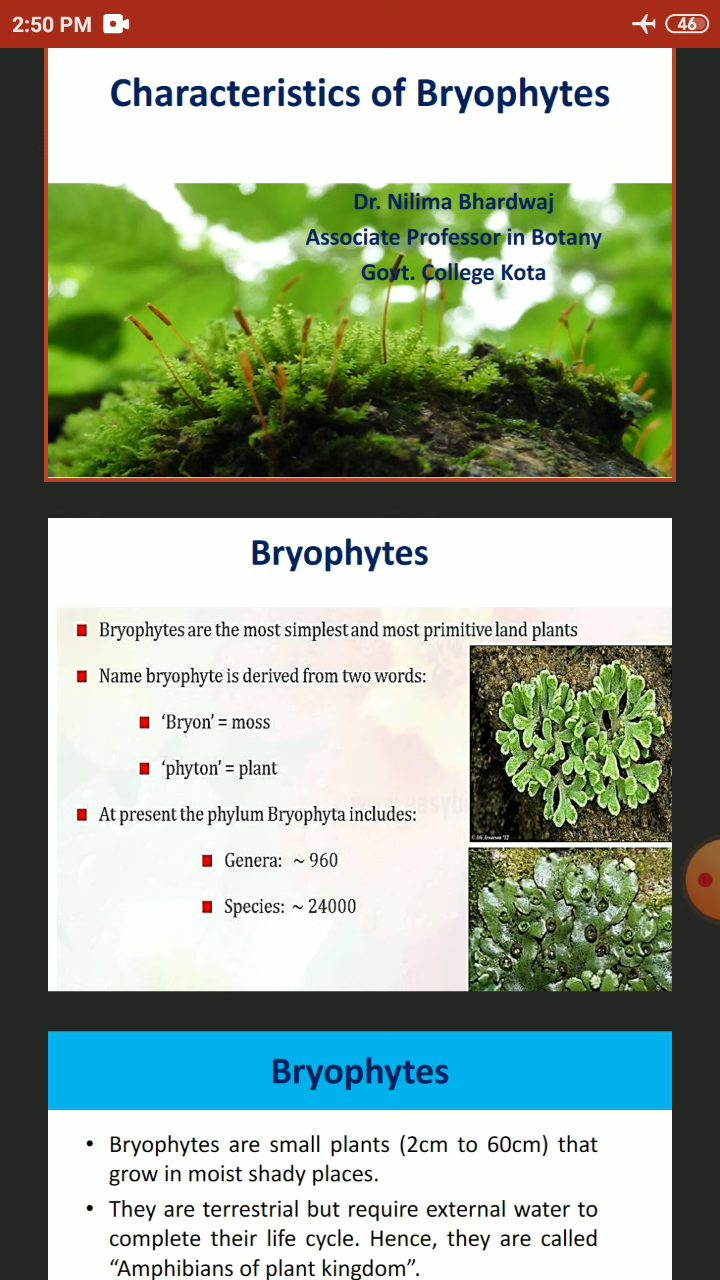 2:50 PM
46
Characteristics of Bryophytes
Dr. Nilima Bhardwaj
Associate Professor in Botany
Govt. College Kota
Bryophytes
Bryophytes are the most simplest and most primitive land plants
Name bryophyte is derived from two words:
‘Bryon’ = moss
‘phyton’ = plant
At present the phylum Bryophyta includes:
Genera: ~ 960
Species: ~ 24000
Bryophytes
• Bryophytes are small plants (2cm to 60cm) that
grow in moist shady places.
• They are terrestrial but require external water to
complete their life cycle. Hence, they are called
“Amphibians of plant kingdom”.